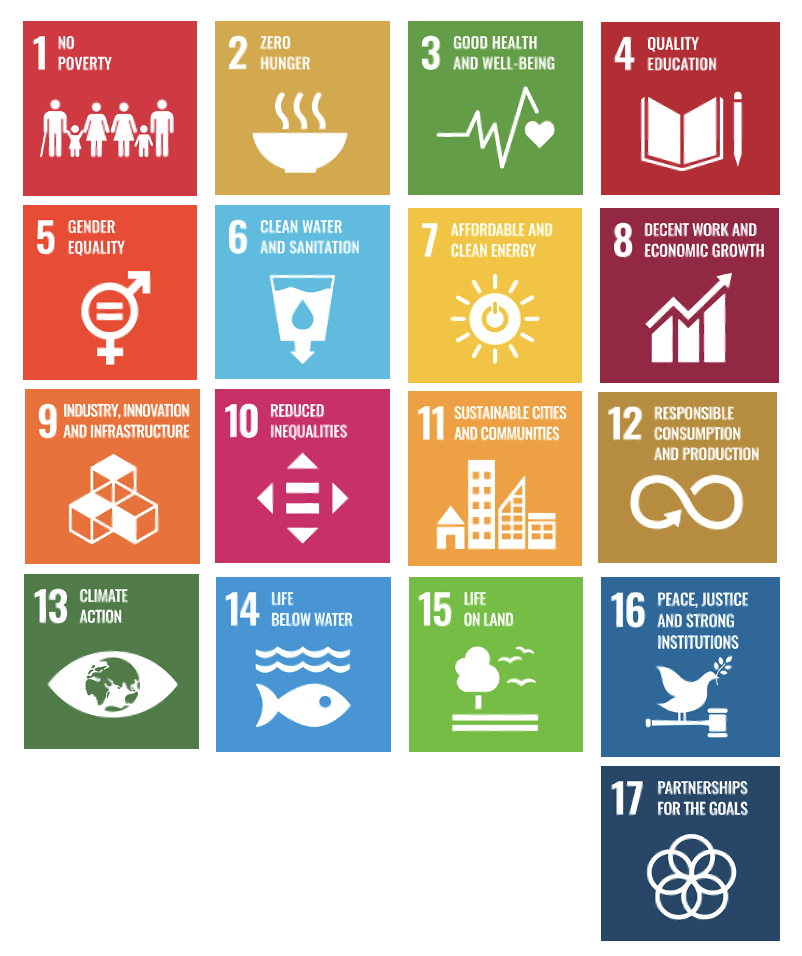 1 NO
POVERTY
2 ZERO
HUNGER
3 GOOD HEALTH
AND WELL-BEING
4 QUALITY
EDUCATION
5 GENDER
EQUALITY
6 CLEAN WATER
AND SANITATION
7 AFFORDABLE AND
CLEAN ENERGY
8 DECENT WORK AND
ECONOMIC GROWTH
9 INDUSTRY, INNOVATION
AND INFRASTRUCTURE
10 REDUCED
INEQUALITIES
11 SUSTAINABLE CITIES
AND COMMUNITIES
12 RESPONSIBLE
CONSUMPTION
AND PRODUCTION
13 CLIMATE
ACTION
14 LIFE
BELOW WATER
15 LIFE
ON LAND
16 PEACE, JUSTICE
AND STRONG
INSTITUTIONS
17 PARTNERSHIPS
FOR THE GOALS